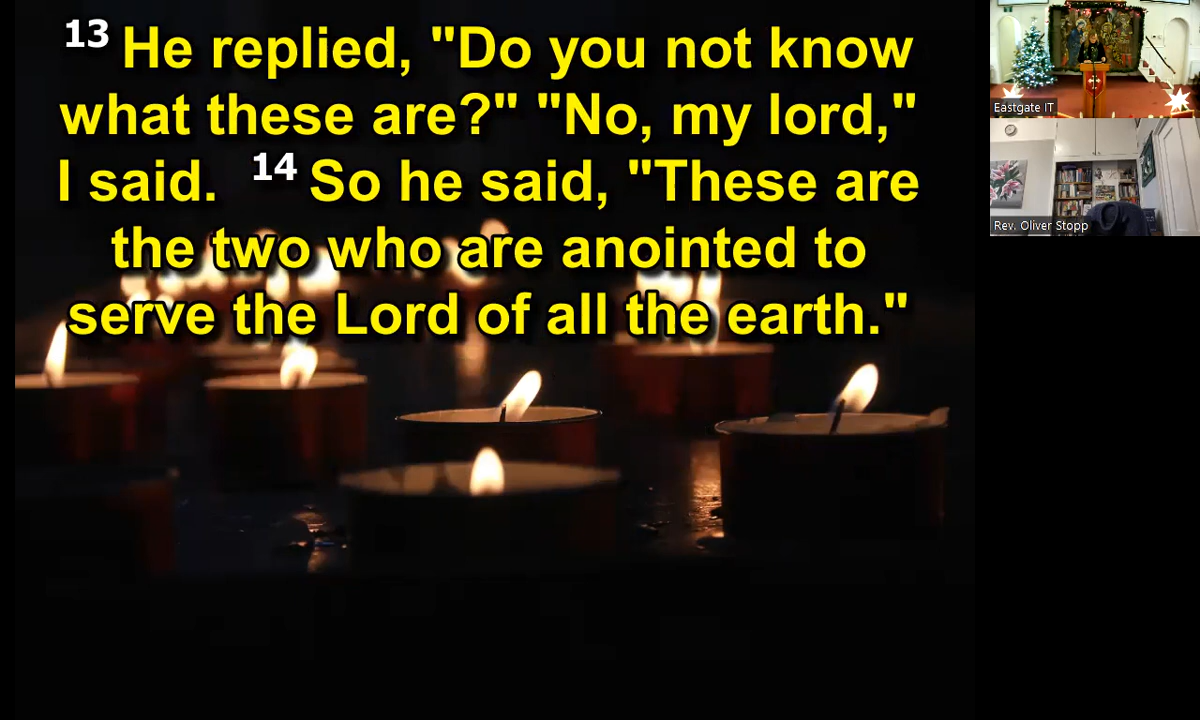 13 He replied, "Do you not know
what these are?" "No, my lord,"
I said. 14 So he said, "These are
the two who are anointed to
serve the Lord of all the earth."
Eastgate IT
Rev. Oliver Stopp